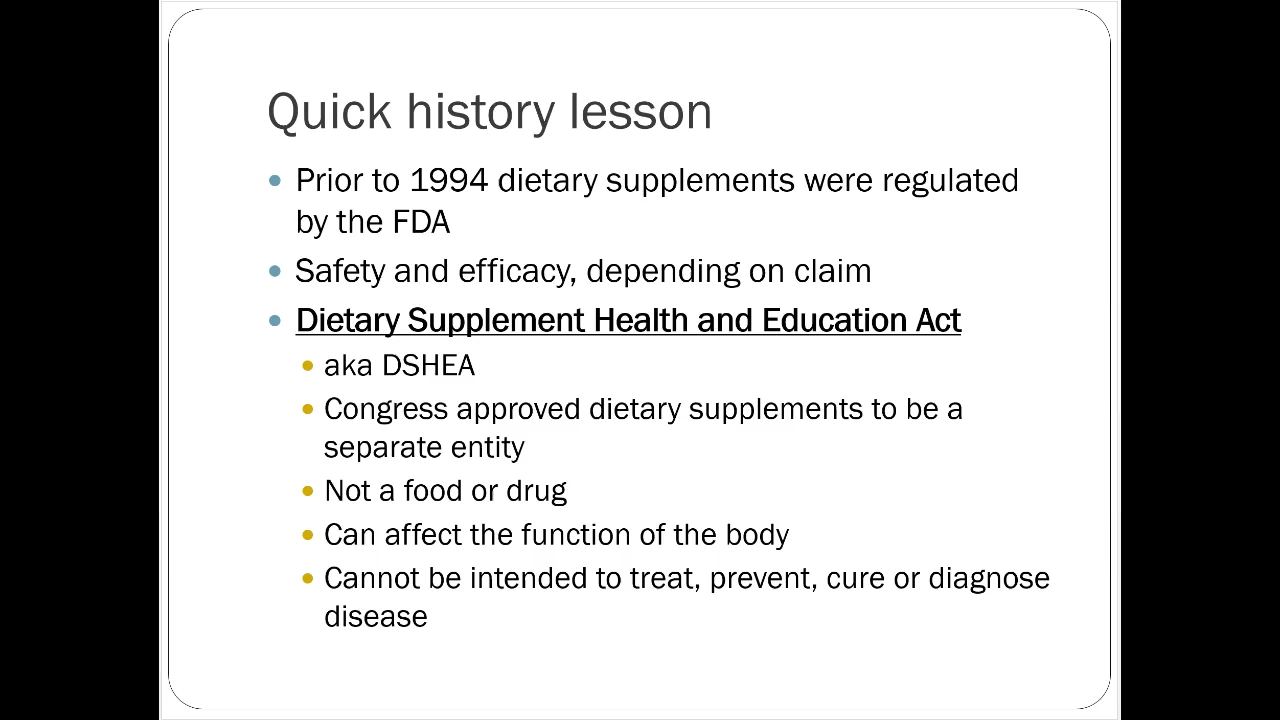 Quick history lesson
Prior to 1994 dietary supplements were regulated
by the FDA
Safety and efficacy, depending on claim
Dietary Supplement Health and Education Act
aka DSHEA
Congress approved dietary supplements to be a
separate entity
Not a food or drug
Can affect the function of the body
Cannot be intended to treat, prevent, cure or diagnose
disease